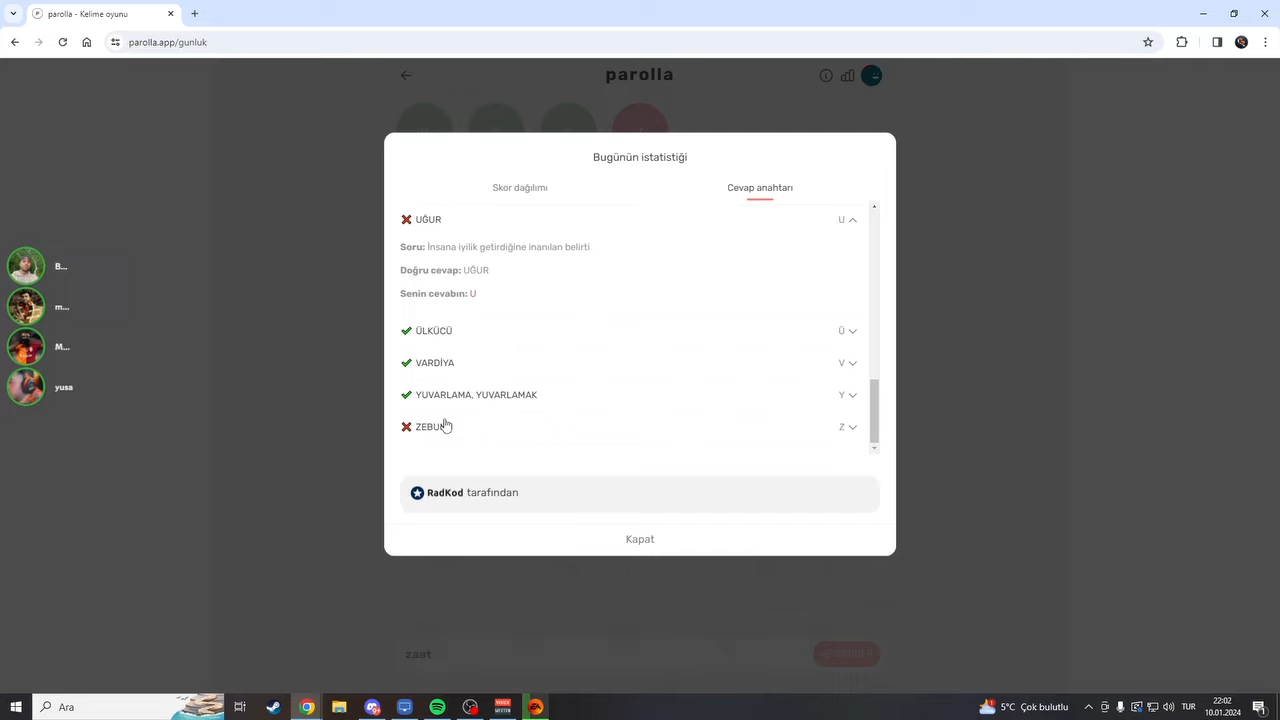 parolla - Kelime oyunu
parolla.app/gunluk
parolla
Bugünün istatistiği
Skor dağılımı
Cevap anahtarı
UĞUR
U
Soru: İnsana iyilik getirdiğine inanılan belirti
Doğru cevap: UĞUR
Senin cevabın: U
B...
m...
M...
yusa
ÜLKÜCÜ
Ü
VARDİYA
V
YUVARLAMA, YUVARLAMAK
Y
Z
RadKod tarafından
Kapat
zaat
Ara
5°C Çok bulutlu
22:02
10.01.2024